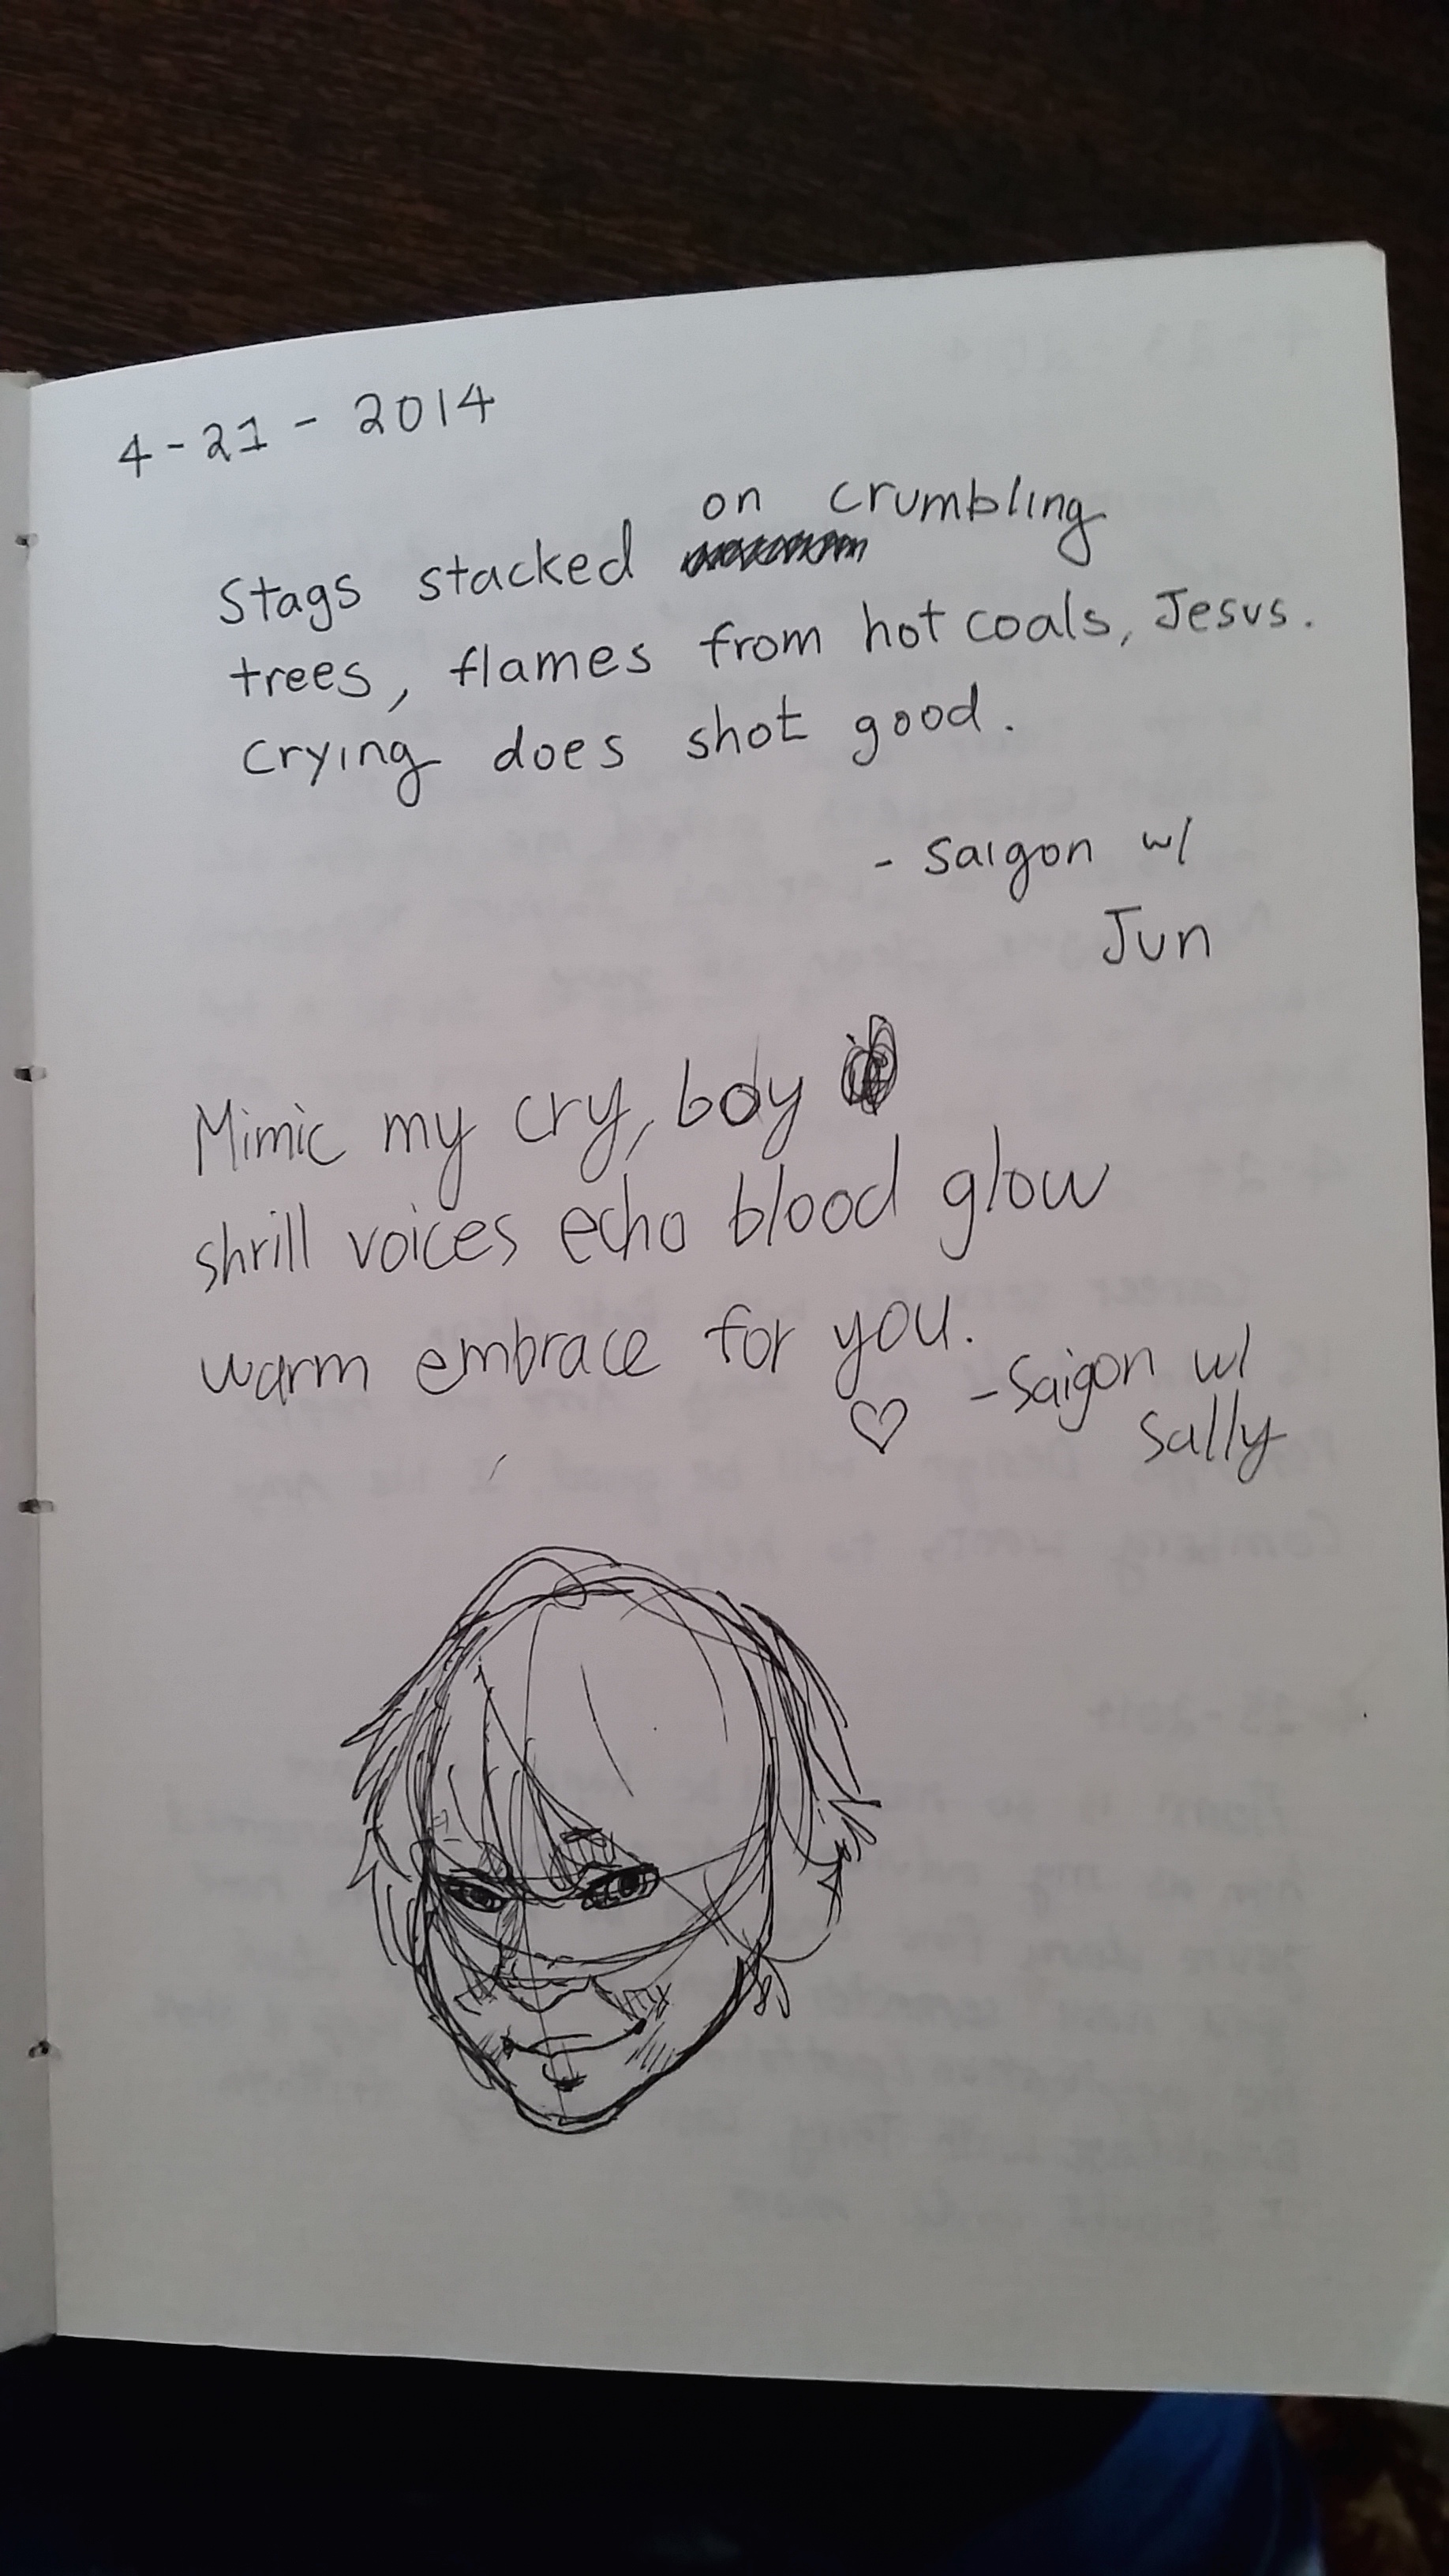 4-21-2014
on crumbling
Stags stacked
trees, flames from hot coals, Jesus.
Crying does shot good.
- Saigon w/
Jun
Mimic my cry, boy
shrill voices echo blood glow
warm embrace for you.
♡ - Saigon w/
Sally